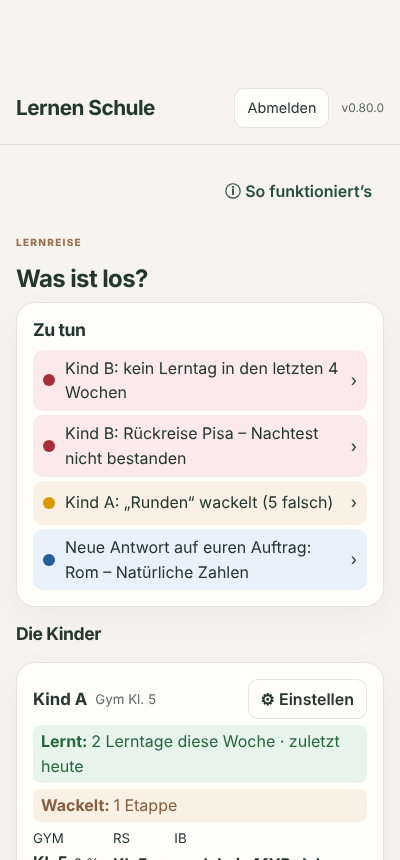 Lernen Schule
Abmelden
v0.80.0
ⓘ So funktioniert’s
LERNREISE
Was ist los?
Zu tun
Kind B: kein Lerntag in den letzten 4
Wochen
›
Kind B: Rückreise Pisa – Nachtest
nicht bestanden
›
Kind A: „Runden“ wackelt (5 falsch)
›
Neue Antwort auf euren Auftrag:
Rom – Natürliche Zahlen
›
Die Kinder
Kind A Gym Kl. 5
⚙ Einstellen
Lernt: 2 Lerntage diese Woche · zuletzt
heute
Wackelt: 1 Etappe
GYM RS IB